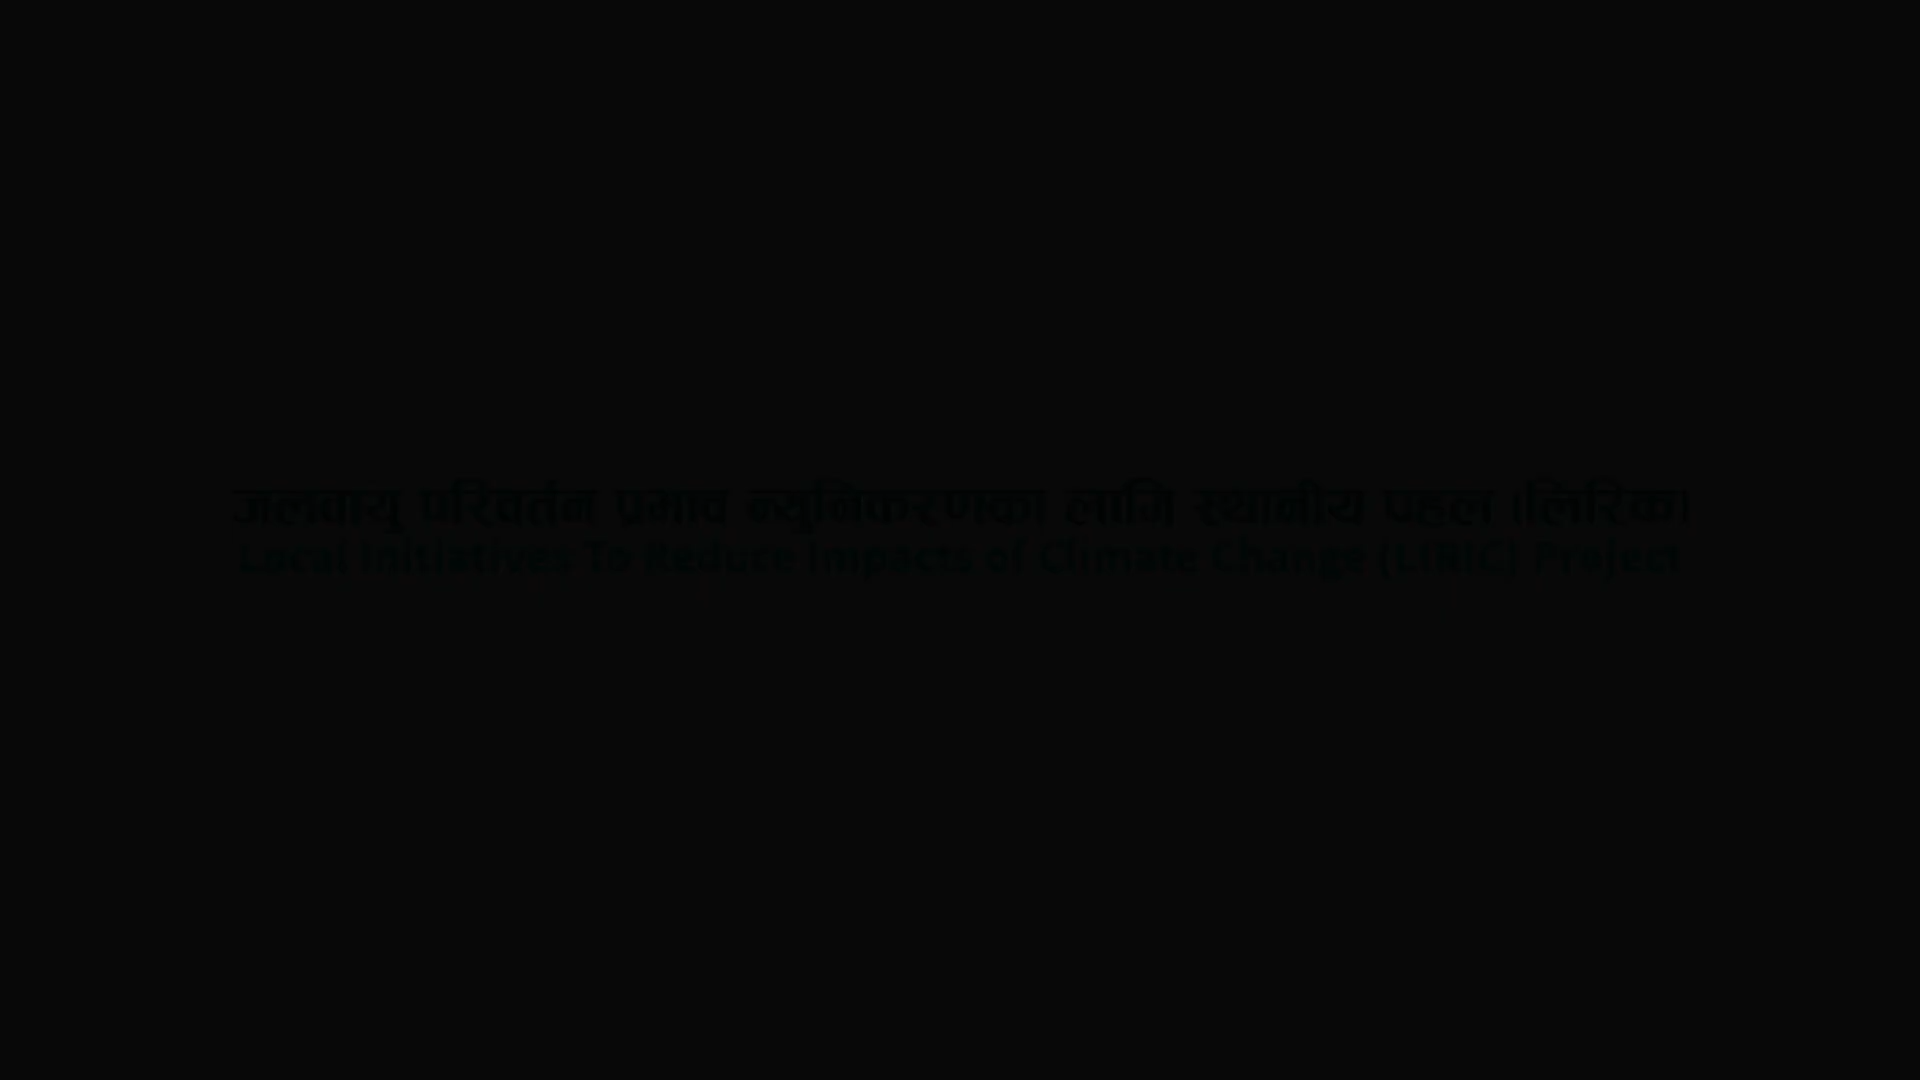 जलवायु परिवर्तन प्रभाव न्युनिकरणका लागि स्थानीय पहल (लिरिक)
Local Initiatives To Reduce Impacts of Climate Change (LIRIC) Project